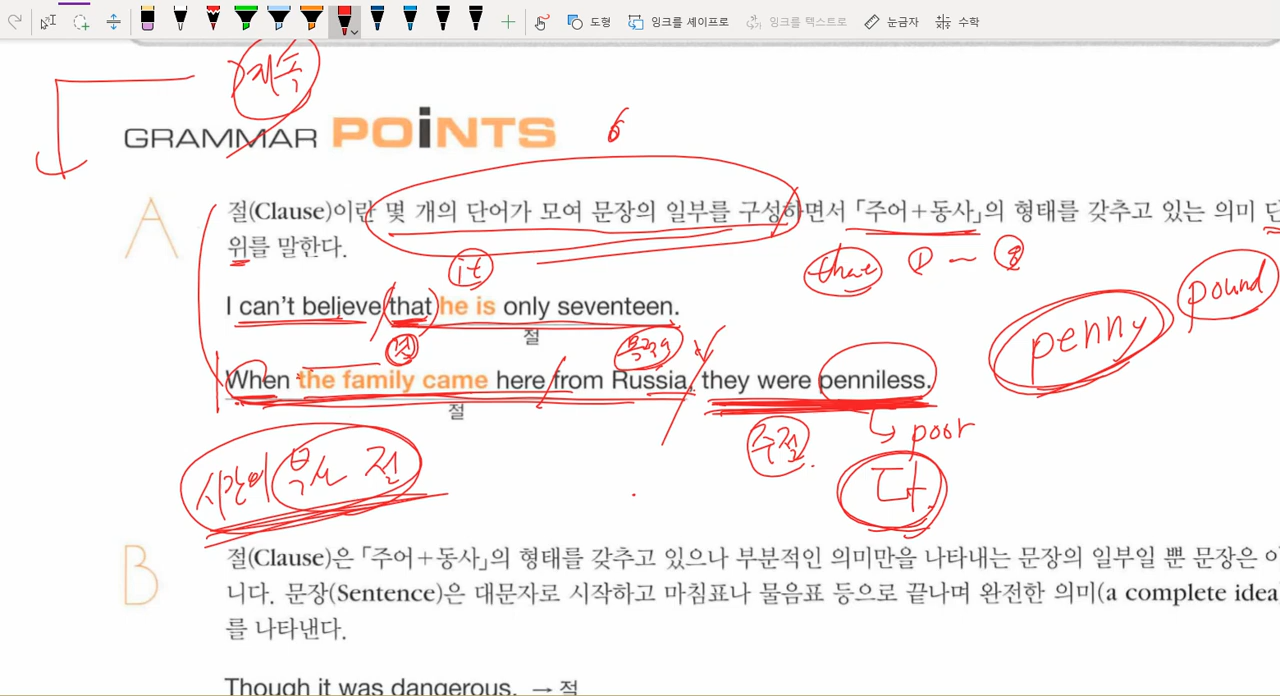 도형 잉크를 셰이프로 잉크를 텍스트로 눈금자 수학
계속
GRAMMAR POiNTS
6
A 절(Clause)이란 몇 개의 단어가 모여 문장의 일부를 구성하면서 「주어+동사」의 형태를 갖추고 있는 의미 단
위를 말한다.
it that ① ~ ⑧
penny pound
I can't believe that he is only seventeen.
절
When the family came here from Russia, they were penniless.
절
주절 poor
시간의 부사 절
다
B 절(Clause)은 「주어+동사」의 형태를 갖추고 있으나 부분적인 의미만을 나타내는 문장의 일부일 뿐 문장은 아
니다. 문장(Sentence)은 대문자로 시작하고 마침표나 물음표 등으로 끝나며 완전한 의미(a complete idea
를 나타낸다.
Though it was dangerous. → 절